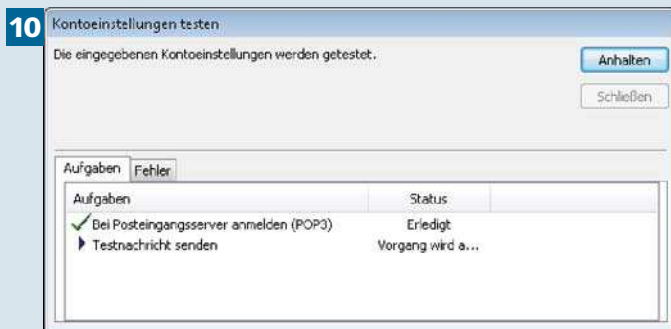 10
Kontoeinstellungen testen
Die eingegebenen Kontoeinstellungen werden getestet.
Anhalten
Schließen
Aufgaben Fehler
Aufgaben Status
Bei Posteingangsserver anmelden (POP3) Erledigt
Testnachricht senden Vorgang wird a...